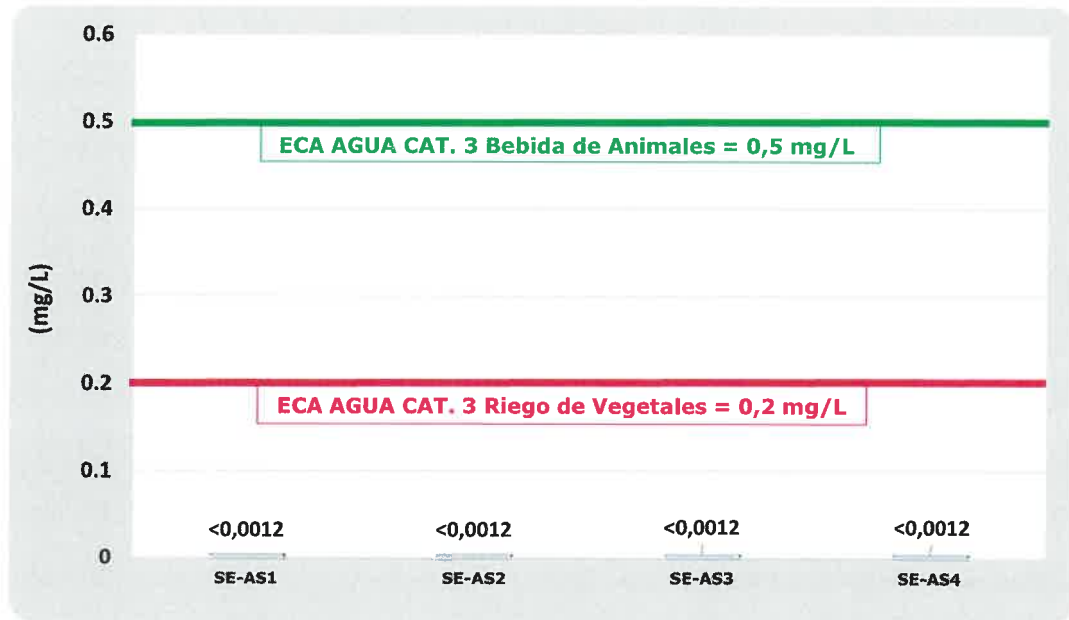 0.6
0.5
ECA AGUA CAT. 3 Bebida de Animales = 0,5 mg/L
0.4
0.3
(mg/L)
0.2
ECA AGUA CAT. 3 Riego de Vegetales = 0,2 mg/L
0.1
<0,0012 <0,0012 <0,0012 <0,0012
0
SE-AS1 SE-AS2 SE-AS3 SE-AS4